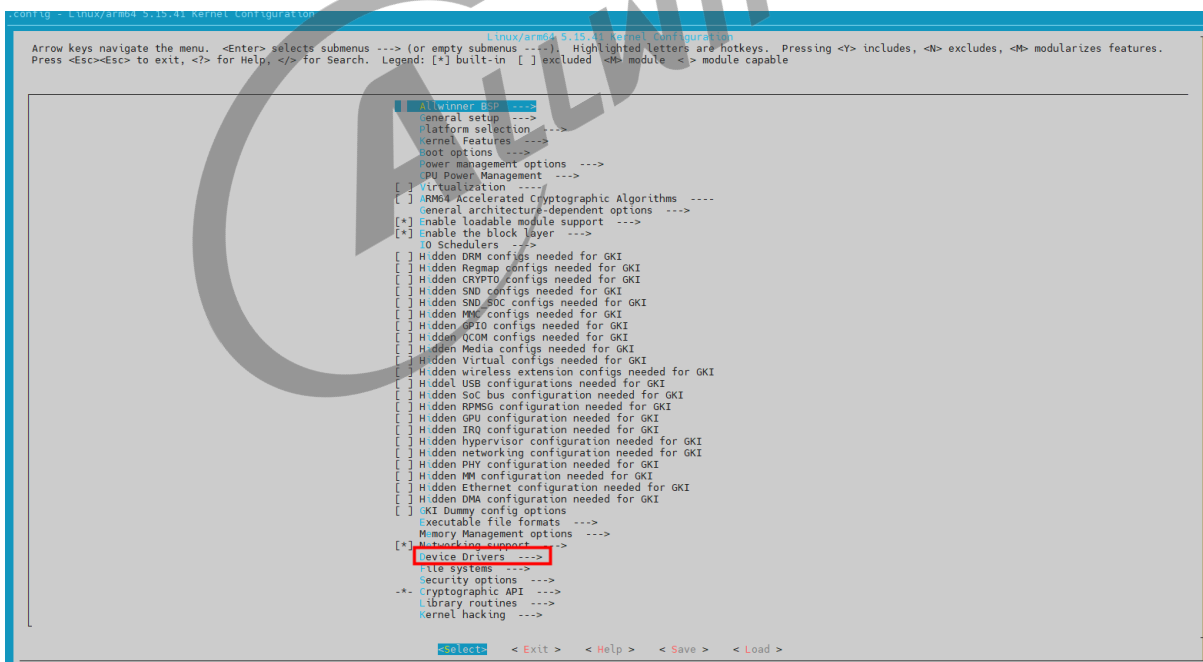 .config - Linux/arm64 5.15.41 Kernel Configuration
Linux/arm64 5.15.41 Kernel Configuration
Arrow keys navigate the menu.  <Enter> selects submenus ---> (or empty submenus ----).  Highlighted letters are hotkeys.  Pressing <Y> includes, <N> excludes, <M> modularizes features.
Press <Esc><Esc> to exit, <?> for Help, </> for Search.  Legend: [*] built-in  [ ] excluded  <M> module  < > module capable
Allwinner BSP  --->
General setup  --->
Platform selection  --->
Kernel Features  --->
Boot options  --->
Power management options  --->
CPU Power Management  --->
[ ] Virtualization  ----
[ ] ARM64 Accelerated Cryptographic Algorithms  ----
General architecture-dependent options  --->
[*] Enable loadable module support  --->
[*] Enable the block layer  --->
IO Schedulers  --->
[ ] Hidden DRM configs needed for GKI
[ ] Hidden Regmap configs needed for GKI
[ ] Hidden CRYPTO configs needed for GKI
[ ] Hidden SND configs needed for GKI
[ ] Hidden SND_SOC configs needed for GKI
[ ] Hidden MMC configs needed for GKI
[ ] Hidden GPIO configs needed for GKI
[ ] Hidden QCOM configs needed for GKI
[ ] Hidden Media configs needed for GKI
[ ] Hidden Virtual configs needed for GKI
[ ] Hidden wireless extension configs needed for GKI
[ ] Hiddel USB configurations needed for GKI
[ ] Hidden SoC bus configuration needed for GKI
[ ] Hidden RPMSG configuration needed for GKI
[ ] Hidden GPU configuration needed for GKI
[ ] Hidden IRQ configuration needed for GKI
[ ] Hidden hypervisor configuration needed for GKI
[ ] Hidden networking configuration needed for GKI
[ ] Hidden PHY configuration needed for GKI
[ ] Hidden MM configuration needed for GKI
[ ] Hidden Ethernet configuration needed for GKI
[ ] Hidden DMA configuration needed for GKI
[ ] GKI Dummy config options
Executable file formats  --->
Memory Management options  --->
[*] Networking support  --->
Device Drivers  --->
File systems  --->
Security options  --->
-*- Cryptographic API  --->
Library routines  --->
Kernel hacking  --->
<Select>    < Exit >    < Help >    < Save >    < Load >